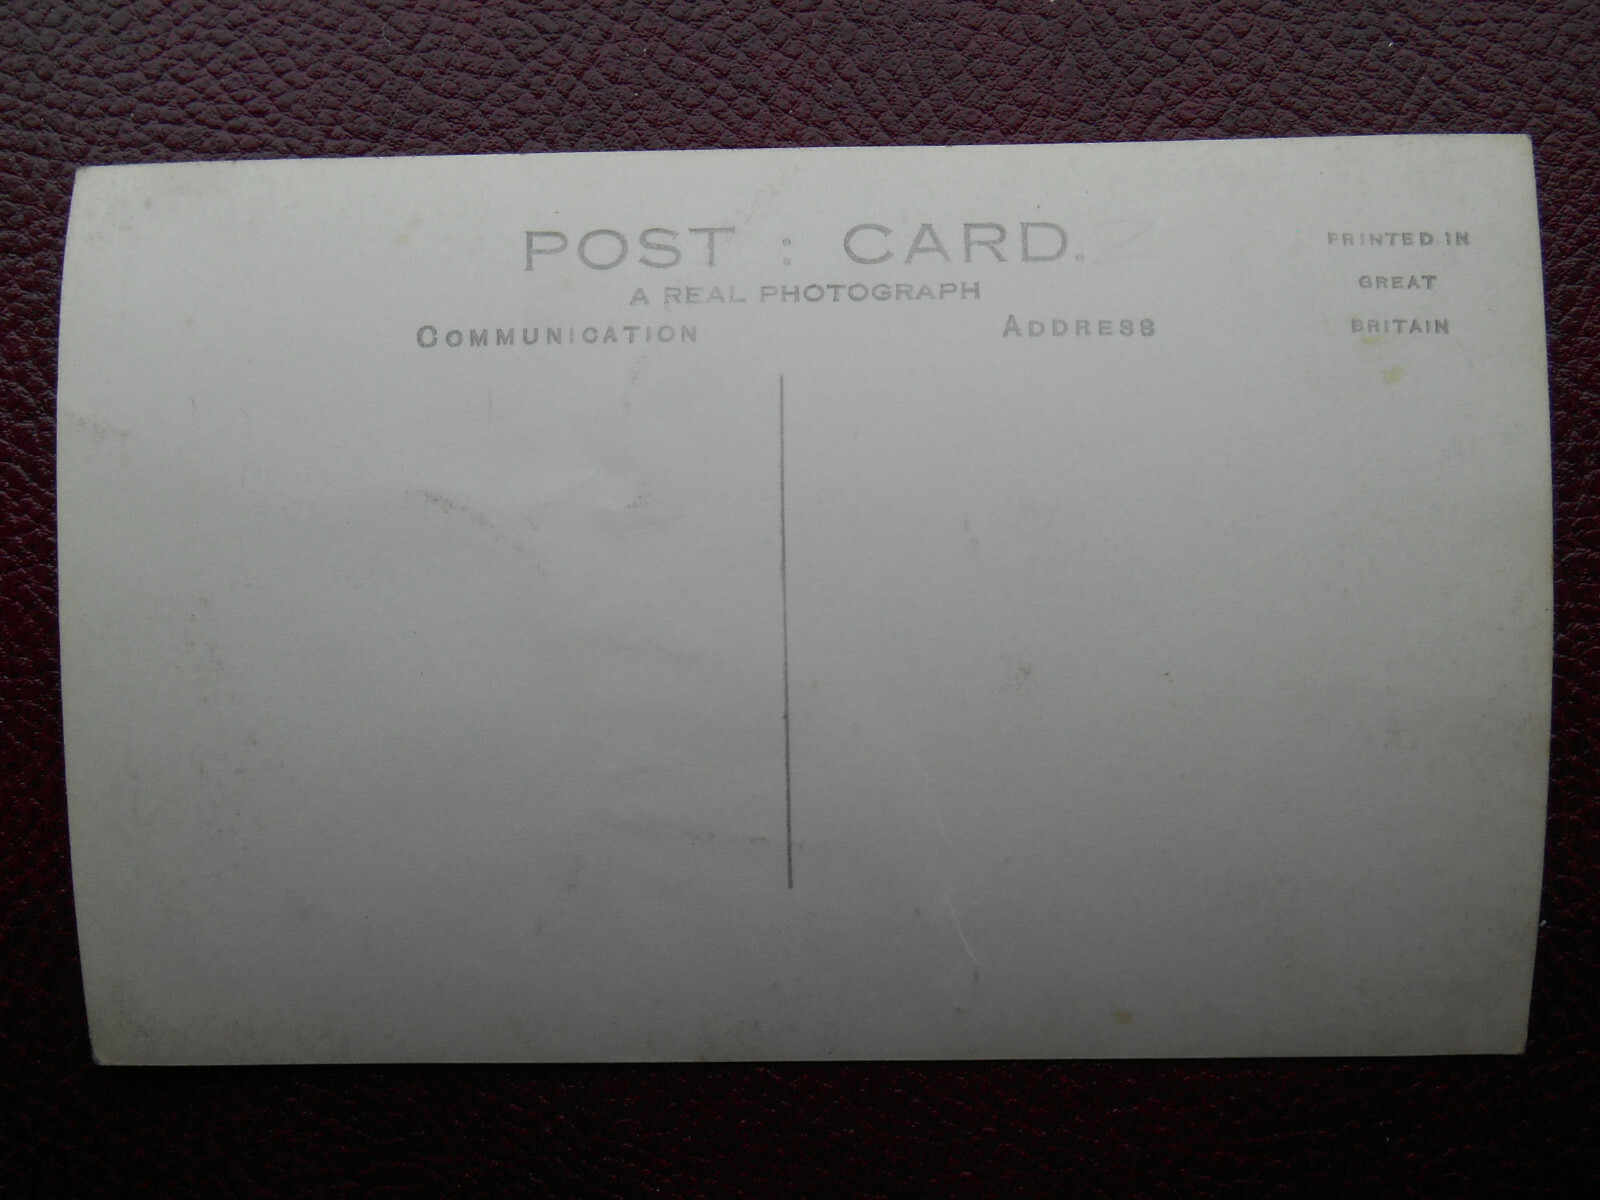 POST : CARD.
A REAL PHOTOGRAPH
COMMUNICATION
ADDRESS
PRINTED IN
GREAT
BRITAIN